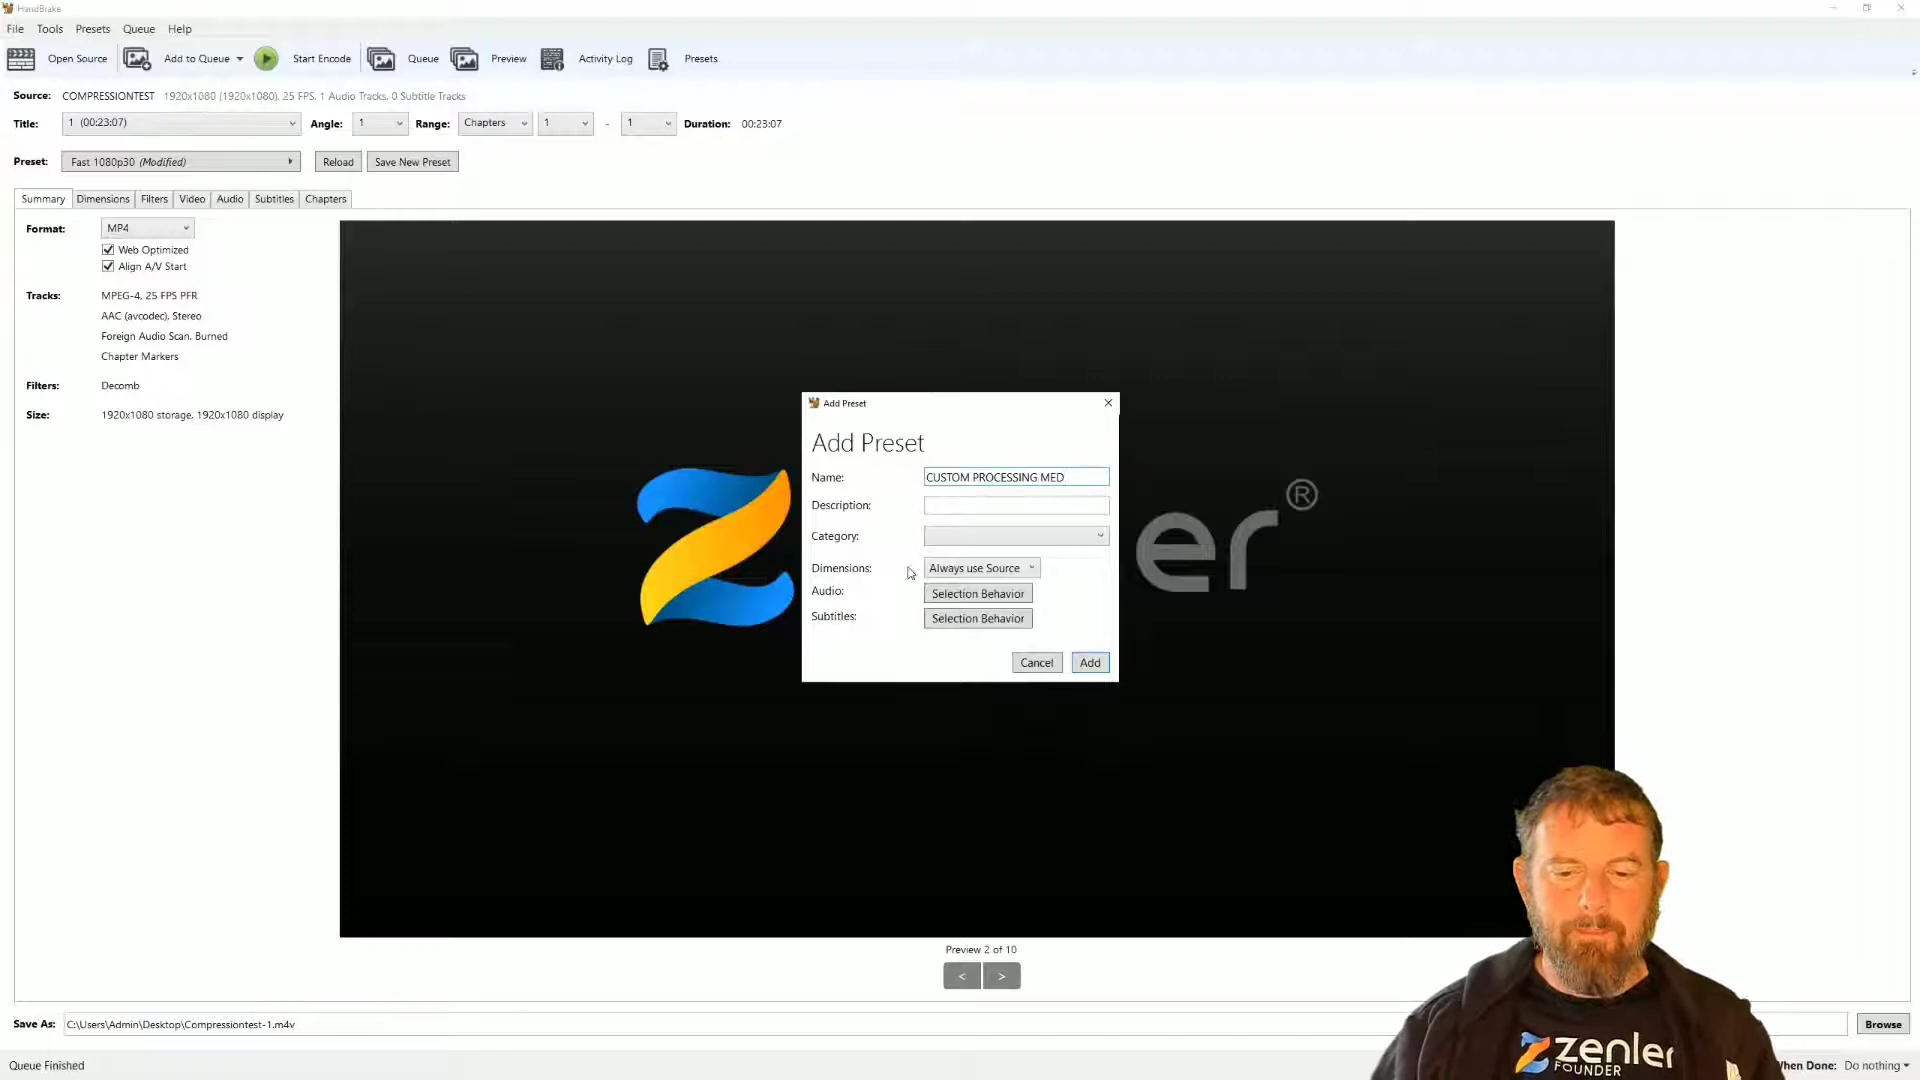 HandBrake
File Tools Presets Queue Help
Open Source Add to Queue Start Encode Queue Preview Activity Log Presets
Source: COMPRESSIONTEST 1920x1080 (1920x1080), 25 FPS, 1 Audio Tracks, 0 Subtitle Tracks
Title: 1 (00:23:07) Angle: 1 Range: Chapters 1 - 1 Duration: 00:23:07
Preset: Fast 1080p30 (Modified) Reload Save New Preset
Summary Dimensions Filters Video Audio Subtitles Chapters
Format: MP4
Web Optimized
Align A/V Start
Tracks: MPEG-4, 25 FPS PFR
AAC (avcodec), Stereo
Foreign Audio Scan, Burned
Chapter Markers
Filters: Decomb
Size: 1920x1080 storage, 1920x1080 display
Add Preset
Add Preset
Name: CUSTOM PROCESSING MED
Description:
Category:
Dimensions: Always use Source
Audio: Selection Behavior
Subtitles: Selection Behavior
Cancel Add
er®
Preview 2 of 10
< >
Save As: C:\Users\Admin\Desktop\Compressiontest-1.m4v Browse
Queue Finished
When Done: Do nothing
zenler
FOUNDER